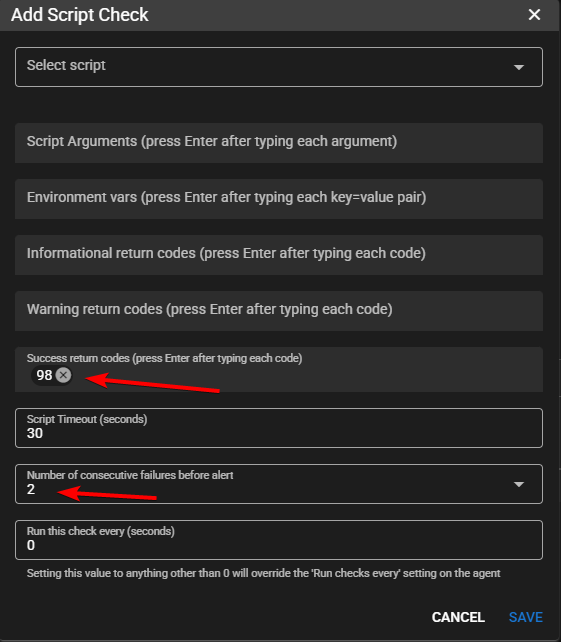 Add Script Check
Select script
Script Arguments (press Enter after typing each argument)
Environment vars (press Enter after typing each key=value pair)
Informational return codes (press Enter after typing each code)
Warning return codes (press Enter after typing each code)
Success return codes (press Enter after typing each code)
98
Script Timeout (seconds)
30
Number of consecutive failures before alert
2
Run this check every (seconds)
0
Setting this value to anything other than 0 will override the 'Run checks every' setting on the agent
CANCEL SAVE